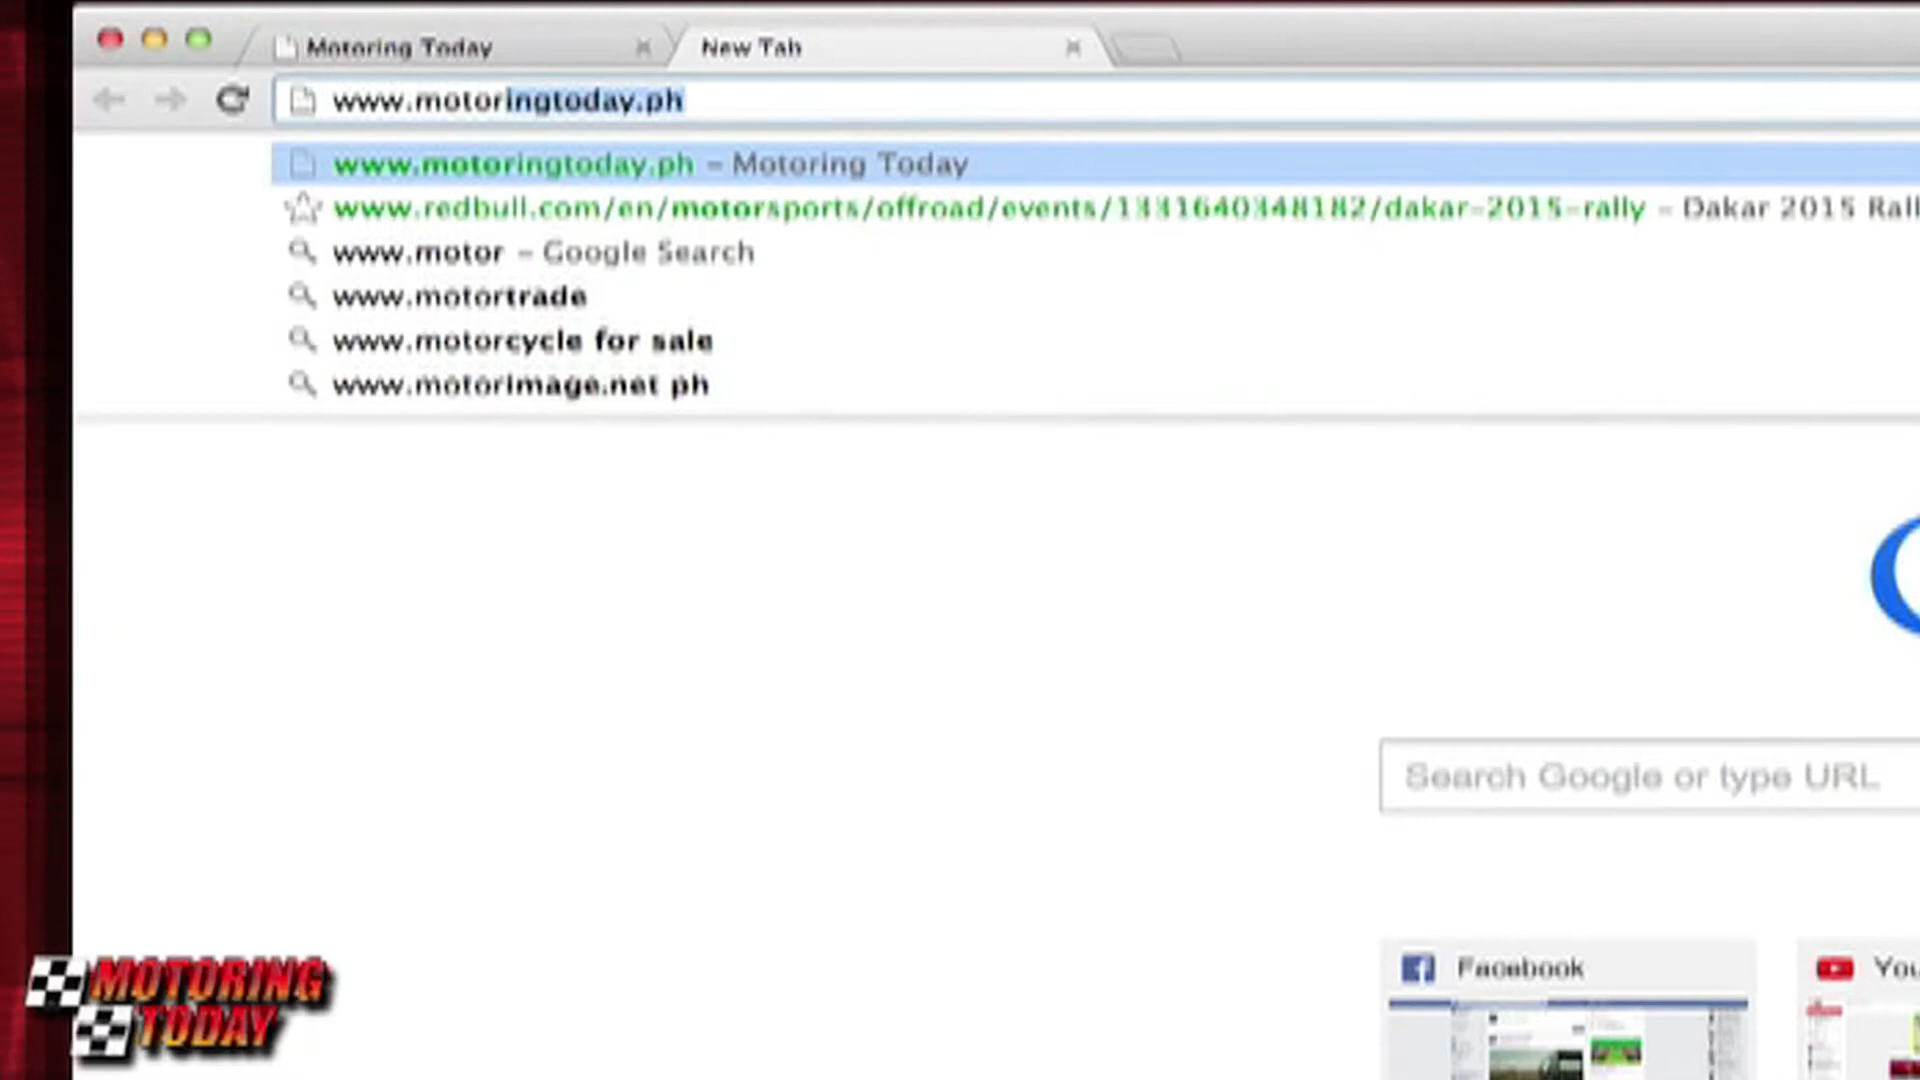 Motoring Today
New Tab
www.motoringtoday.ph
www.motoringtoday.ph – Motoring Today
www.redbull.com/en/motorsports/offroad/events/1331640348182/dakar-2015-rally – Dakar 2015 Rall
www.motor – Google Search
www.motortrade
www.motorcycle for sale
www.motorimage.net ph
Search Google or type URL
Facebook
You
MOTORING
TODAY